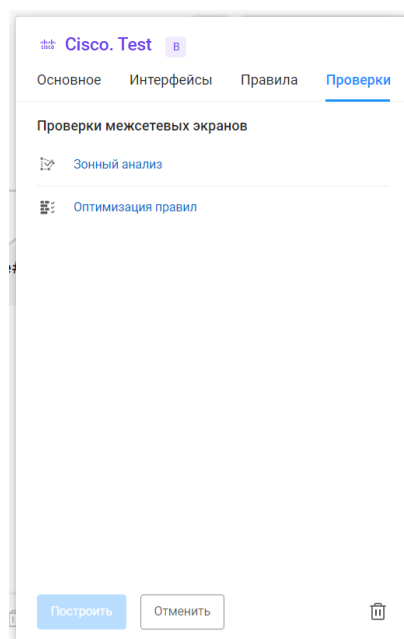 Cisco. Test B
Основное Интерфейсы Правила Проверки
Проверки межсетевых экранов
Зонный анализ
Оптимизация правил
Построить Отменить